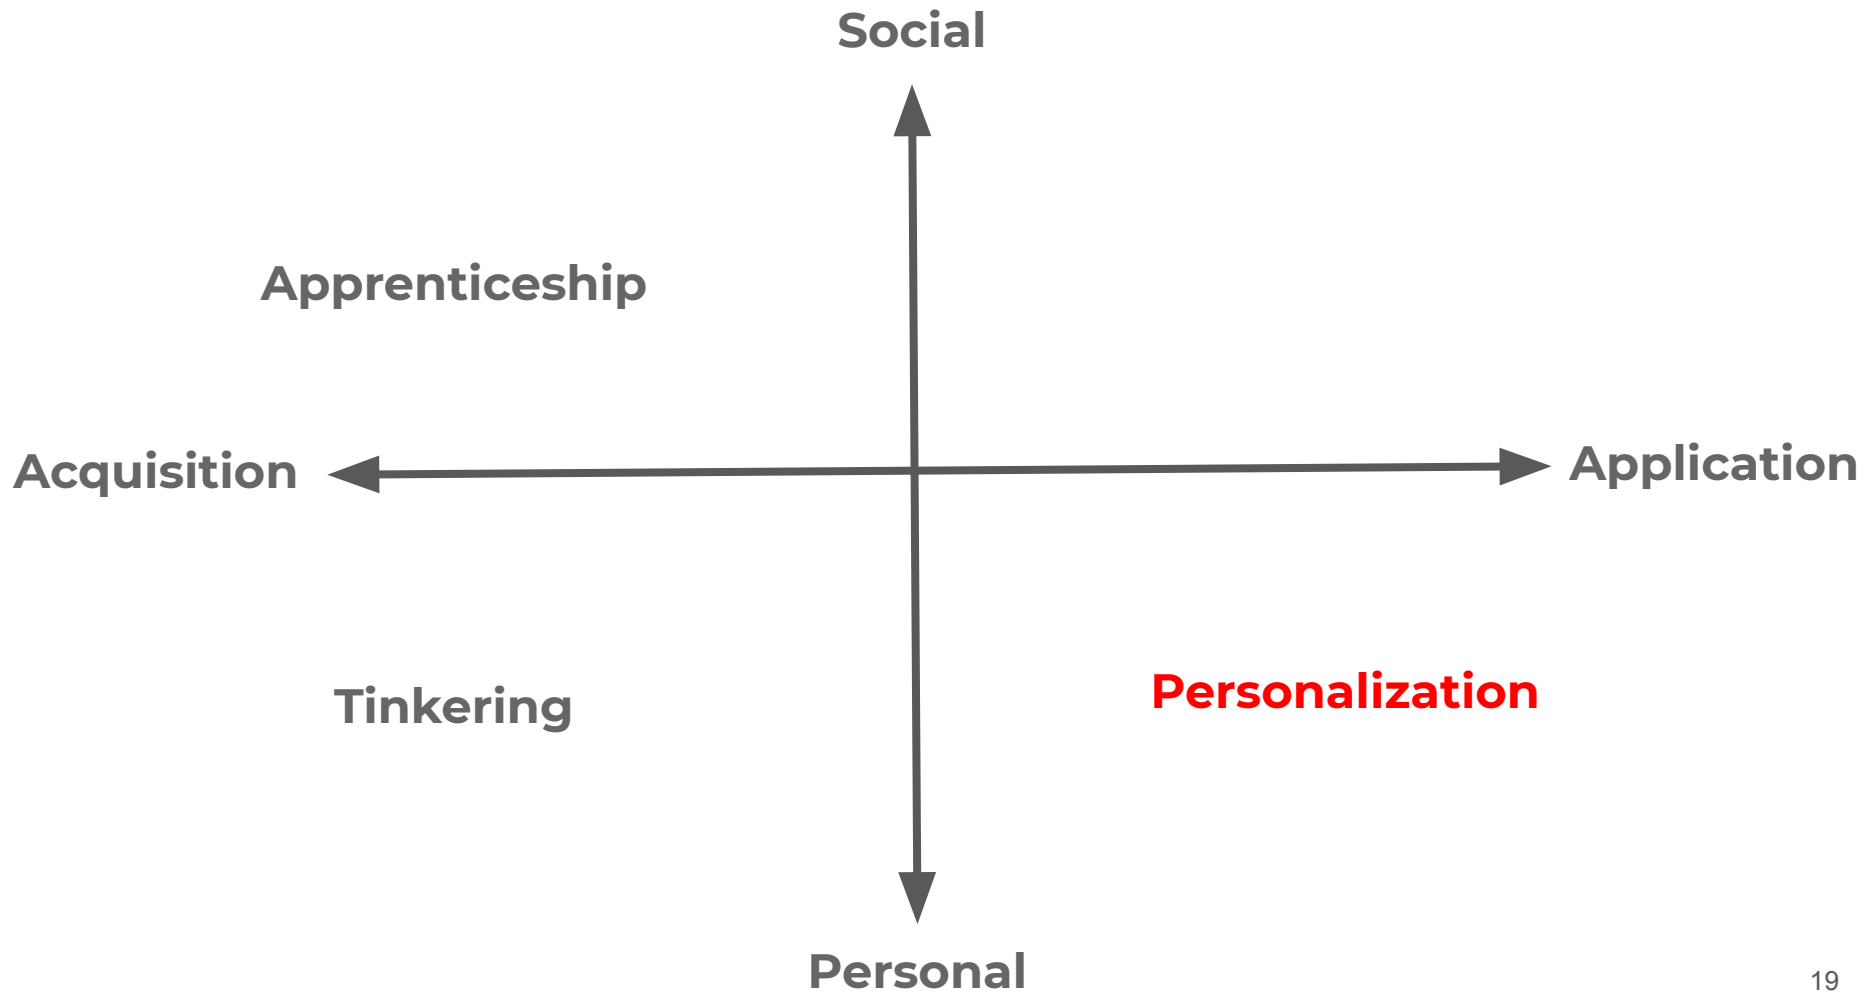 Social
Apprenticeship
Acquisition
Application
Tinkering
Personalization
Personal
19